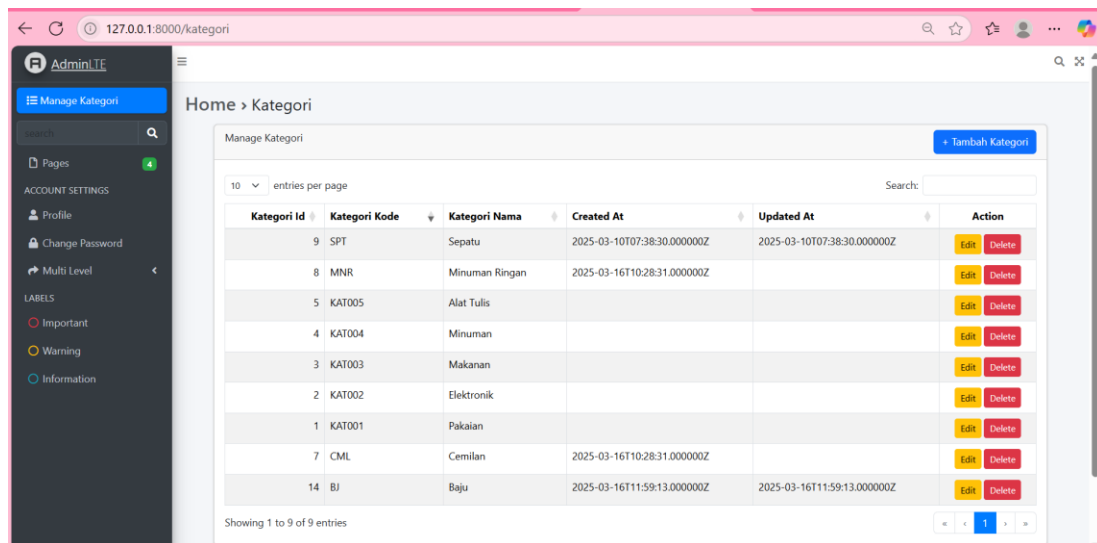 127.0.0.1:8000/kategori
AdminLTE
Manage Kategori
search
Pages 4
ACCOUNT SETTINGS
Profile
Change Password
Multi Level
LABELS
Important
Warning
Information
Home › Kategori
Manage Kategori + Tambah Kategori
10 entries per page Search:
Kategori Id Kategori Kode Kategori Nama Created At Updated At Action
9 SPT Sepatu 2025-03-10T07:38:30.000000Z 2025-03-10T07:38:30.000000Z Edit Delete
8 MNR Minuman Ringan 2025-03-16T10:28:31.000000Z Edit Delete
5 KAT005 Alat Tulis Edit Delete
4 KAT004 Minuman Edit Delete
3 KAT003 Makanan Edit Delete
2 KAT002 Elektronik Edit Delete
1 KAT001 Pakaian Edit Delete
7 CML Cemilan 2025-03-16T10:28:31.000000Z Edit Delete
14 BJ Baju 2025-03-16T11:59:13.000000Z 2025-03-16T11:59:13.000000Z Edit Delete
Showing 1 to 9 of 9 entries « ‹ 1 › »